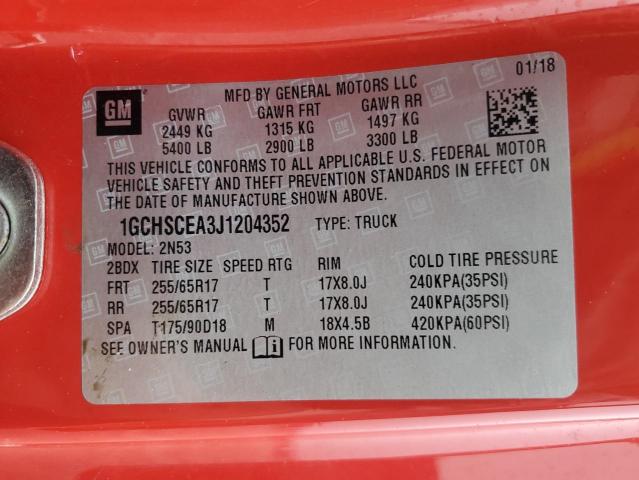 MFD BY GENERAL MOTORS LLC 01/18
GM
GVWR GAWR FRT GAWR RR
2449 KG 1315 KG 1497 KG
5400 LB 2900 LB 3300 LB
THIS VEHICLE CONFORMS TO ALL APPLICABLE U.S. FEDERAL MOTOR
VEHICLE SAFETY AND THEFT PREVENTION STANDARDS IN EFFECT ON
THE DATE OF MANUFACTURE SHOWN ABOVE.
1GCHSCEA3J1204352 TYPE: TRUCK
MODEL: 2N53
2BDX TIRE SIZE SPEED RTG RIM COLD TIRE PRESSURE
FRT 255/65R17 T 17X8.0J 240KPA(35PSI)
RR 255/65R17 T 17X8.0J 240KPA(35PSI)
SPA T175/90D18 M 18X4.5B 420KPA(60PSI)
SEE OWNER'S MANUAL FOR MORE INFORMATION.